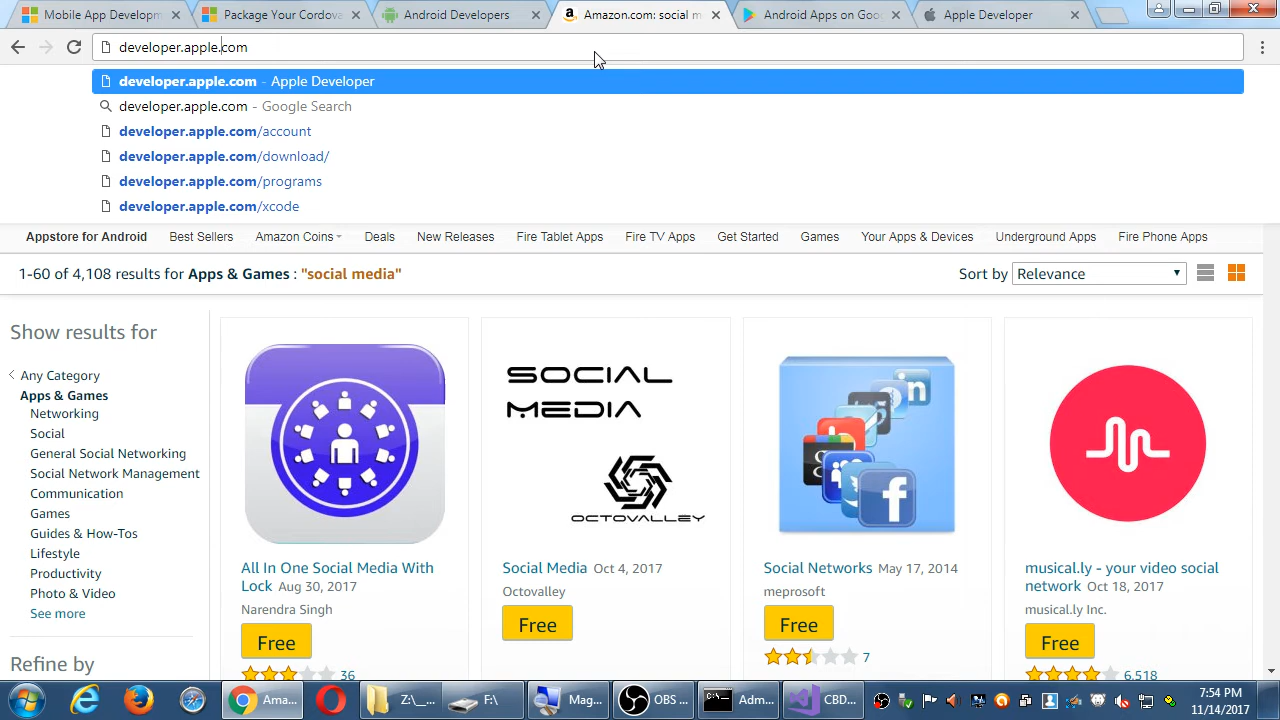 Mobile App Developm
Package Your Cordova
Android Developers
Amazon.com: social m
Android Apps on Goo
Apple Developer
developer.apple.com
developer.apple.com - Apple Developer
developer.apple.com - Google Search
developer.apple.com/account
developer.apple.com/download/
developer.apple.com/programs
developer.apple.com/xcode
Appstore for Android Best Sellers Amazon Coins Deals New Releases Fire Tablet Apps Fire TV Apps Get Started Games Your Apps & Devices Underground Apps Fire Phone Apps
1-60 of 4,108 results for Apps & Games : "social media"
Sort by Relevance
Show results for
Any Category
Apps & Games
Networking
Social
General Social Networking
Social Network Management
Communication
Games
Guides & How-Tos
Lifestyle
Productivity
Photo & Video
See more
Refine by
All In One Social Media With
Lock Aug 30, 2017
Narendra Singh
Free
36
SOCIAL
MEDIA
OCTOVALLEY
Social Media Oct 4, 2017
Octovalley
Free
in
f
Social Networks May 17, 2014
meprosoft
Free
7
musical.ly - your video social
network Oct 18, 2017
musical.ly Inc.
Free
6,518
Ama...
Z:\_...
F:\
Mag...
OBS ...
Adm...
CBD...
7:54 PM
11/14/2017